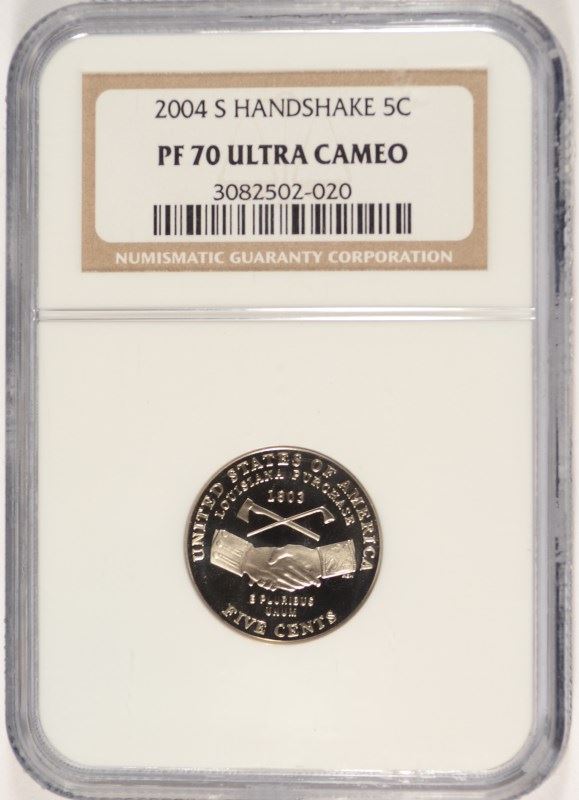 2004 S HANDSHAKE 5C
PF 70 ULTRA CAMEO
3082502-020
NUMISMATIC GUARANTY CORPORATION
UNITED STATES OF AMERICA
LOUISIANA PURCHASE
1803
E PLURIBUS
UNUM
FIVE CENTS